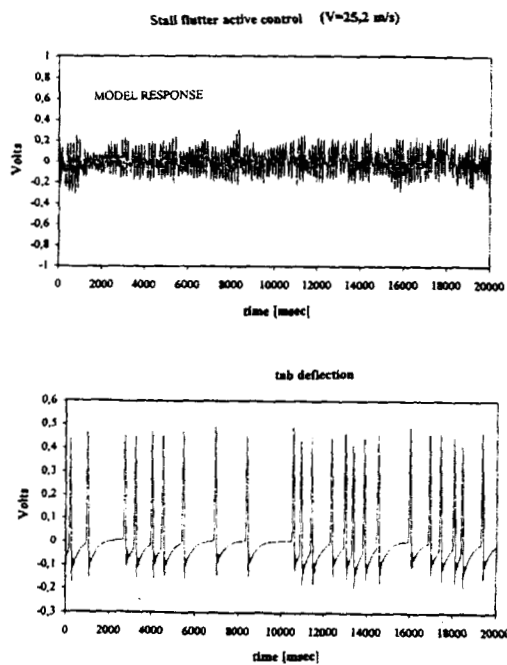 Stall flutter active control (V=25,2 m/s)
1
0,8
0,6
0,4
0,2
0
-0,2
-0,4
-0,6
-0,8
-1
Volts
MODEL RESPONSE
0 2000 4000 6000 8000 10000 12000 14000 16000 18000 20000
time [msec[
tab deflection
0,6
0,5
0,4
0,3
0,2
0,1
0
-0,1
-0,2
-0,3
Volts
0 2000 4000 6000 8000 10000 12000 14000 16000 18000 20000
time [msec]